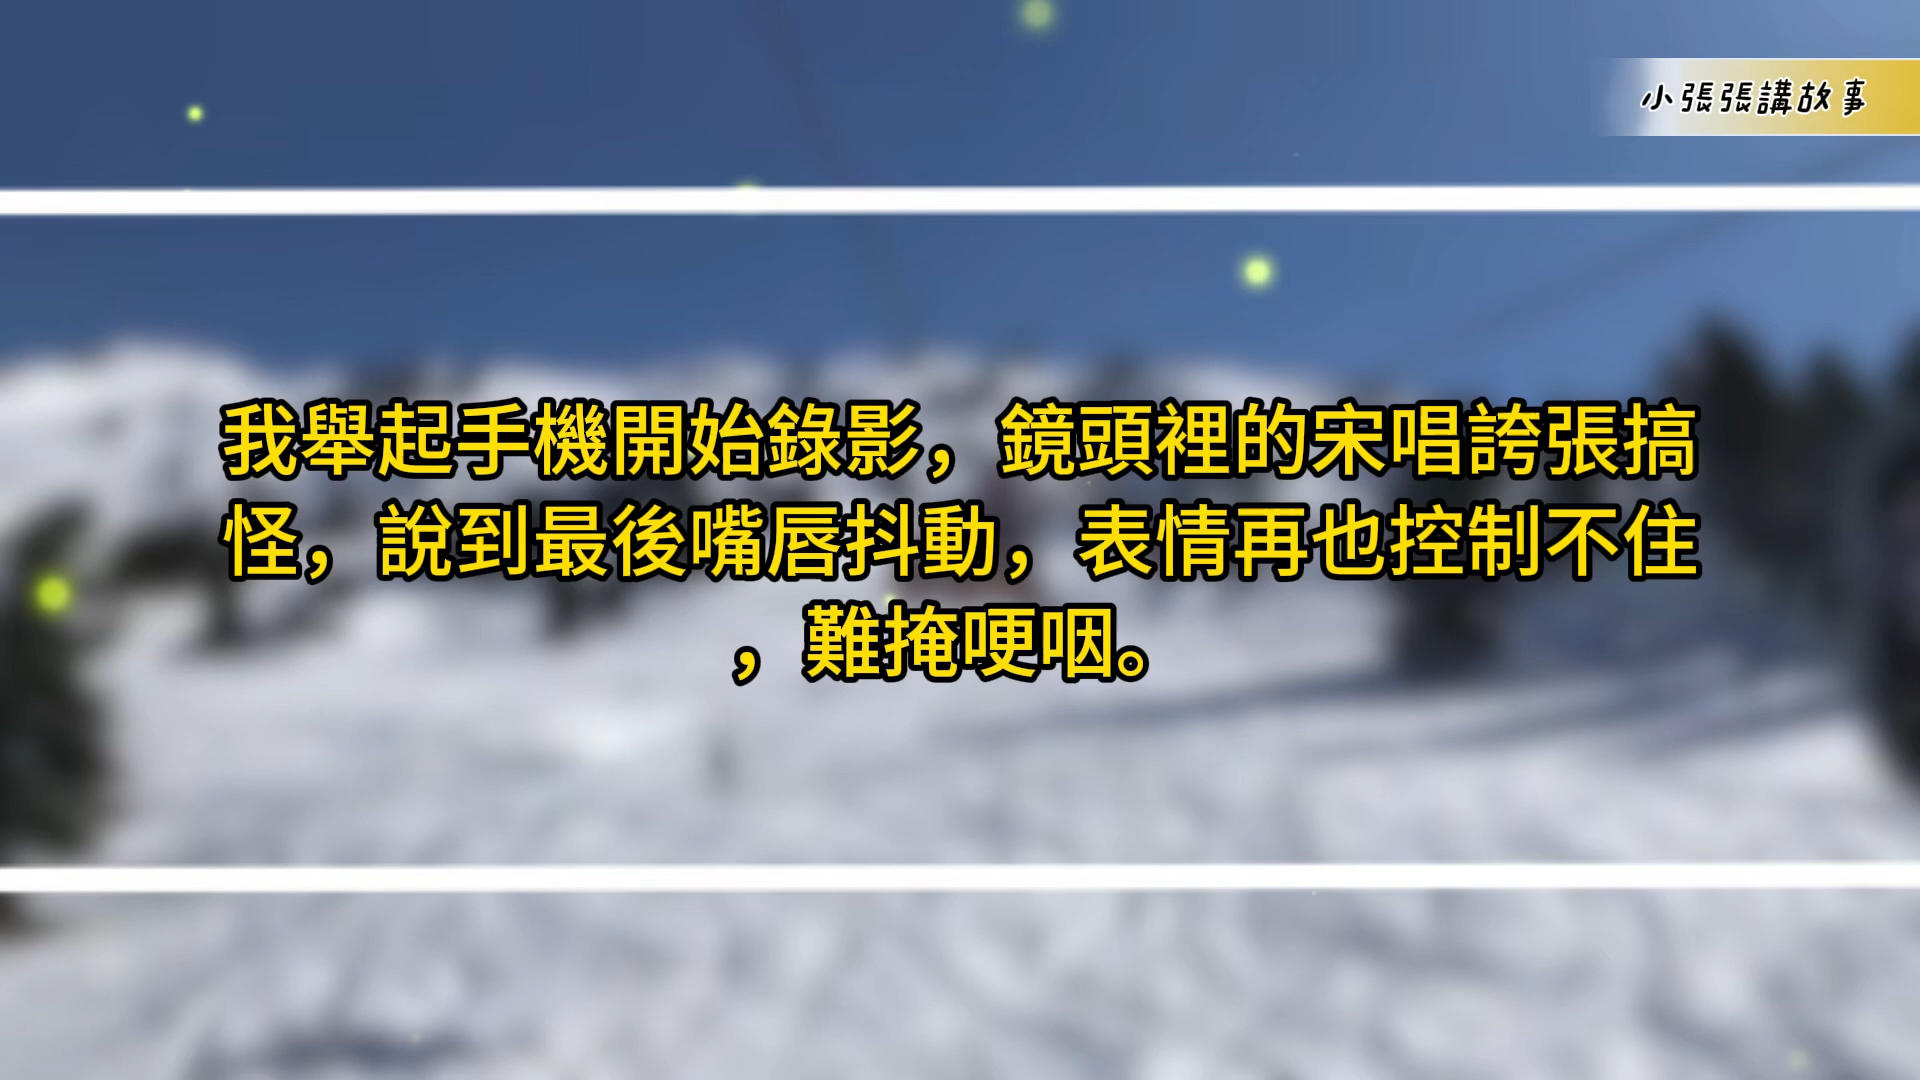 小張張講故事
我舉起手機開始錄影，鏡頭裡的宋唱誇張搞
怪，說到最後嘴唇抖動，表情再也控制不住
，難掩哽咽。